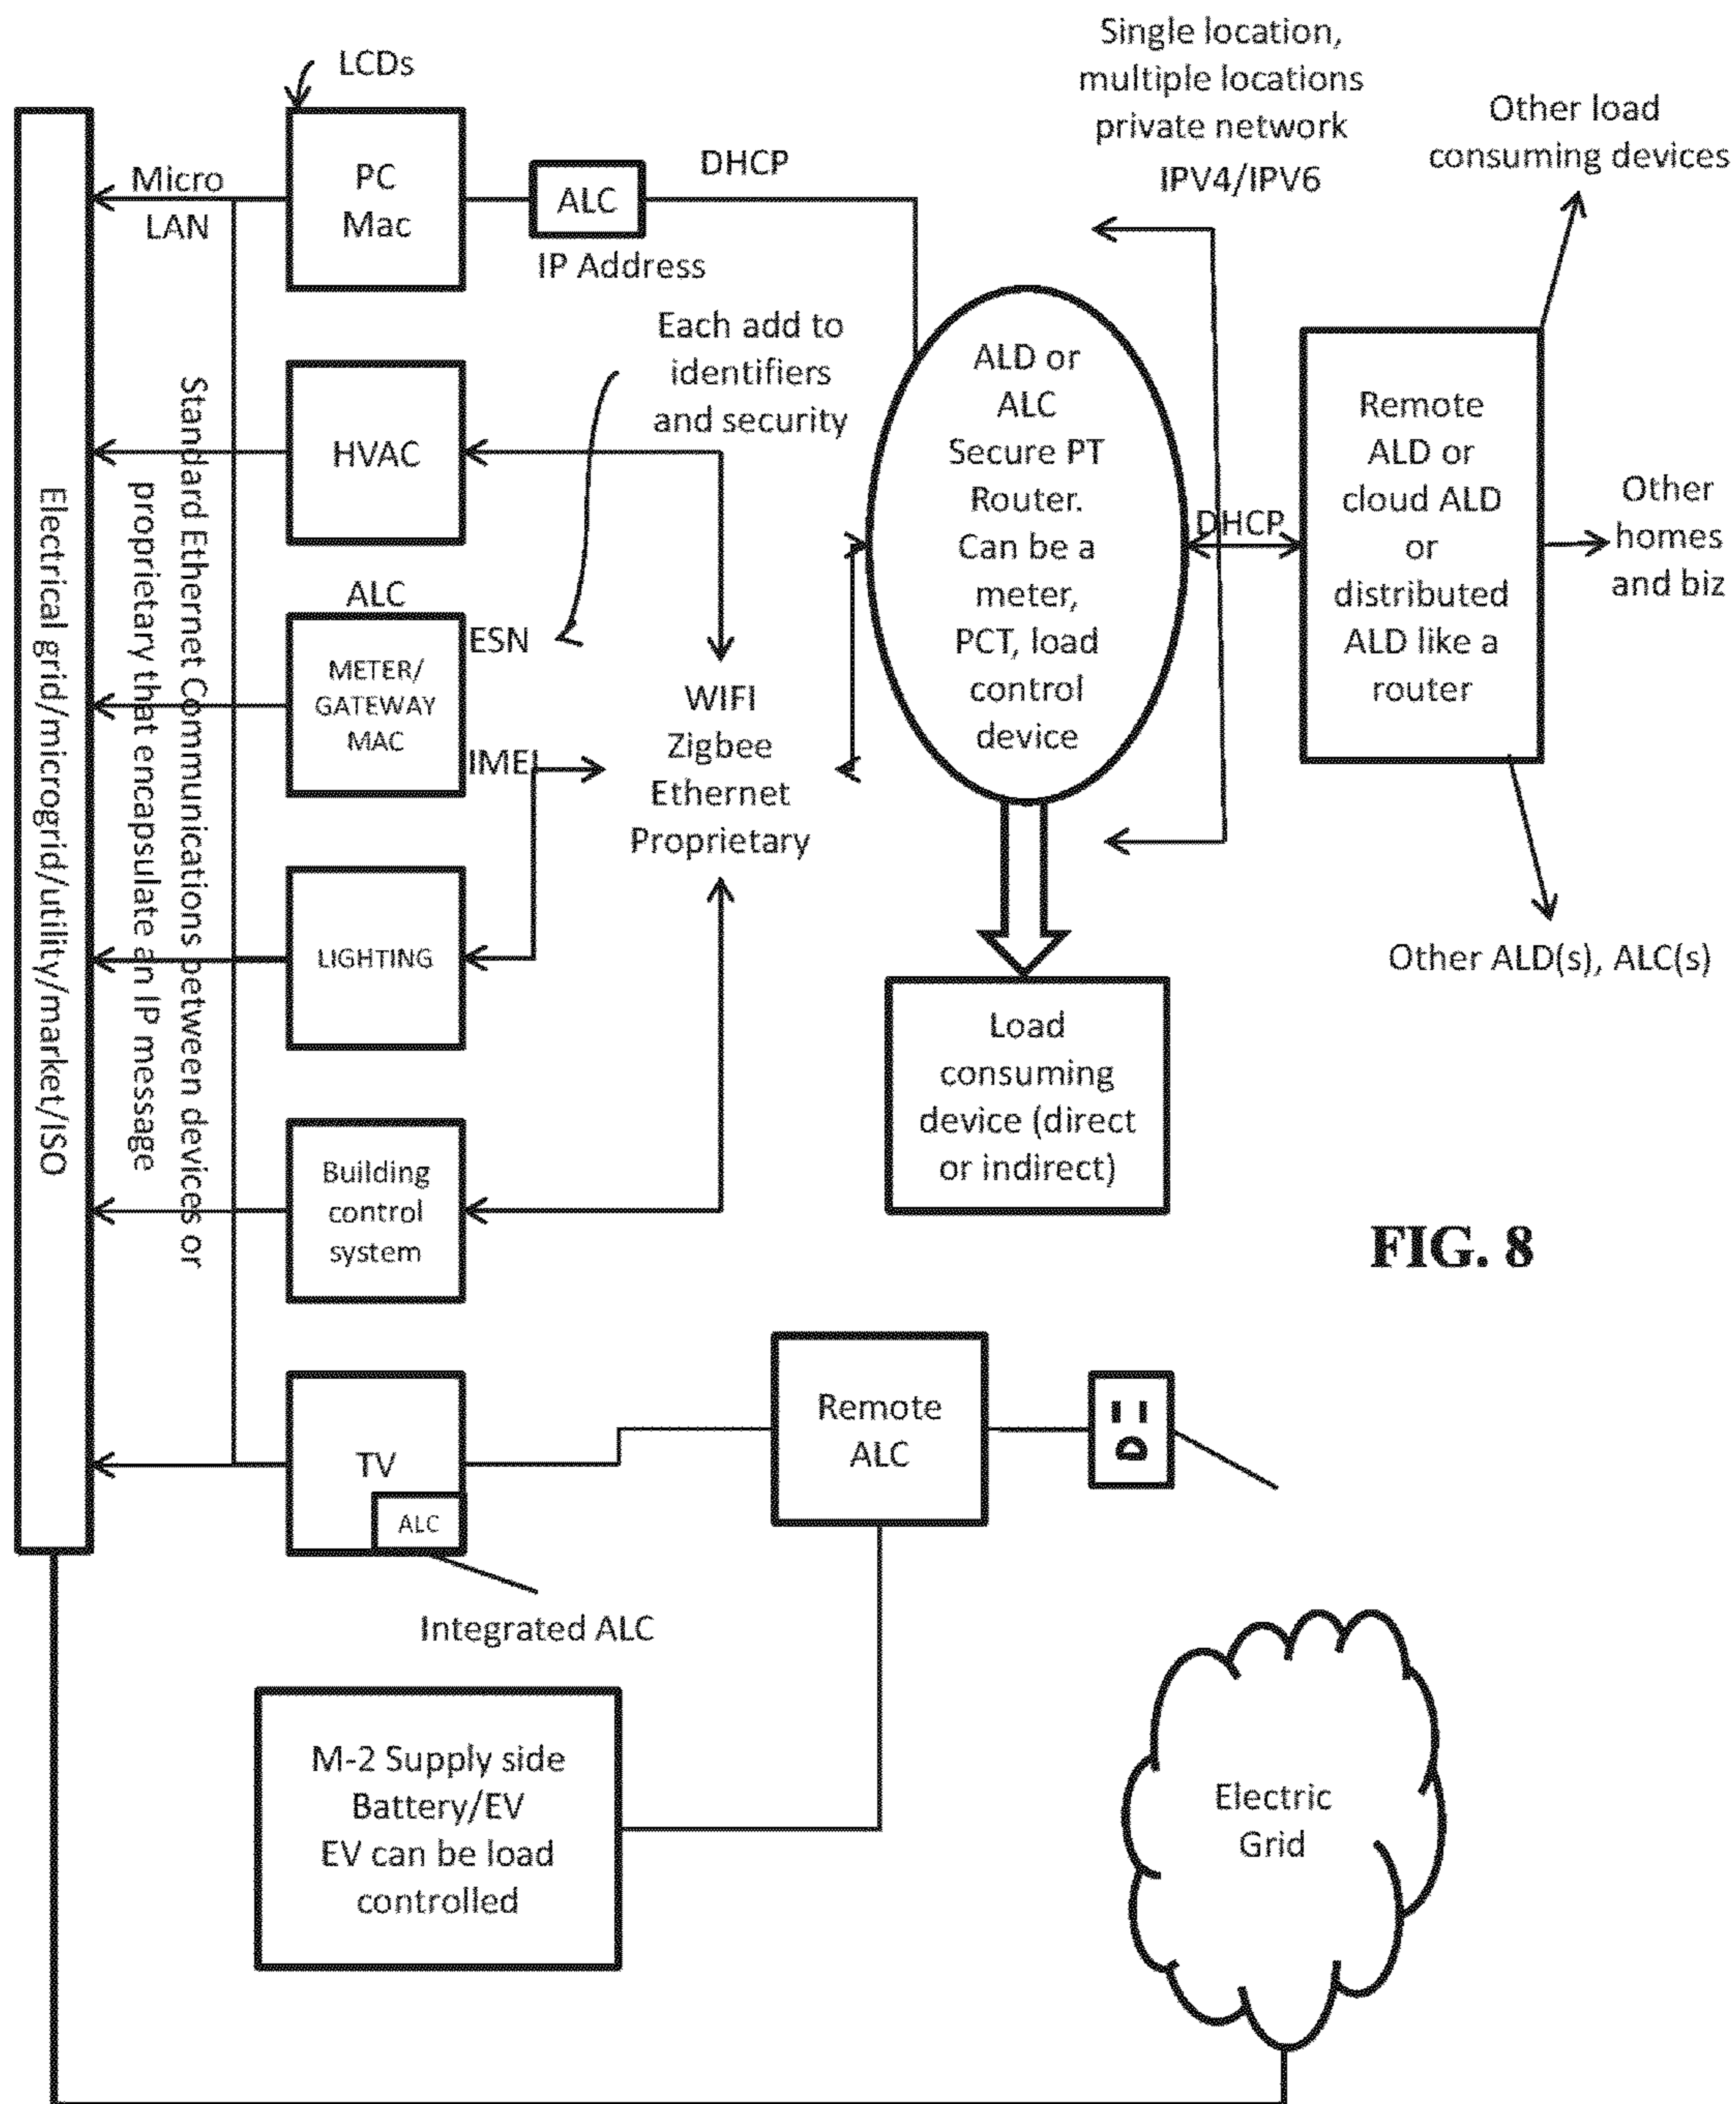 LCDs
Single location,
multiple locations
private network
IPV4/IPV6
Other load
consuming devices
Micro
LAN
PC
Mac
ALC
DHCP
IP Address
Each add to
identifiers
and security
HVAC
ALC
METER/
GATEWAY
MAC
ESN
IMEI
WIFI
Zigbee
Ethernet
Proprietary
LIGHTING
Building
control
system
Electrical grid/microgrid/utility/market/ISO
Standard Ethernet Communications between devices or
proprietary that encapsulate an IP message
ALD or
ALC
Secure PT
Router.
Can be a
meter,
PCT, load
control
device
DHCP
Remote
ALD or
cloud ALD
or
distributed
ALD like a
router
Other
homes
and biz
Other ALD(s), ALC(s)
Load
consuming
device (direct
or indirect)
FIG. 8
TV
ALC
Integrated ALC
Remote
ALC
M-2 Supply side
Battery/EV
EV can be load
controlled
Electric
Grid